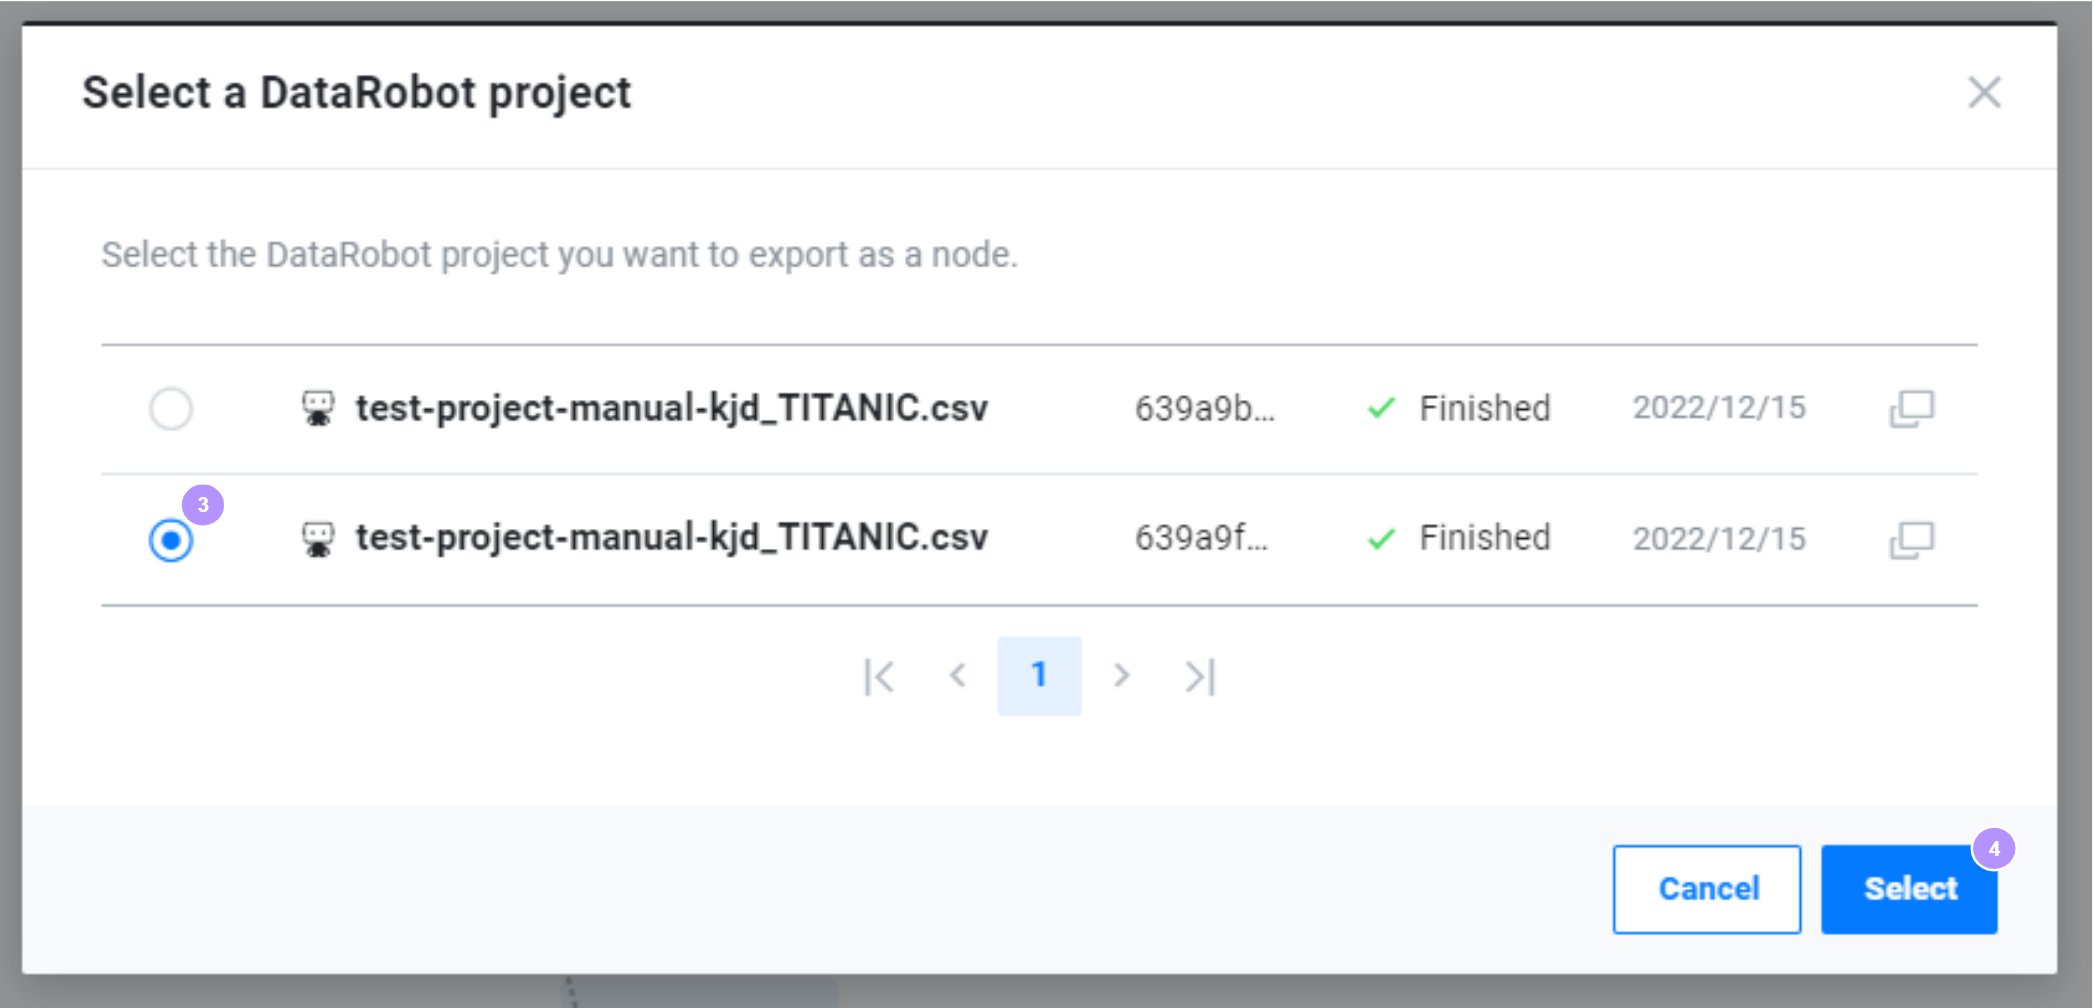 Select a DataRobot project
Select the DataRobot project you want to export as a node.
test-project-manual-kjd_TITANIC.csv 639a9b... Finished 2022/12/15
3
test-project-manual-kjd_TITANIC.csv 639a9f... Finished 2022/12/15
1
4
Cancel Select